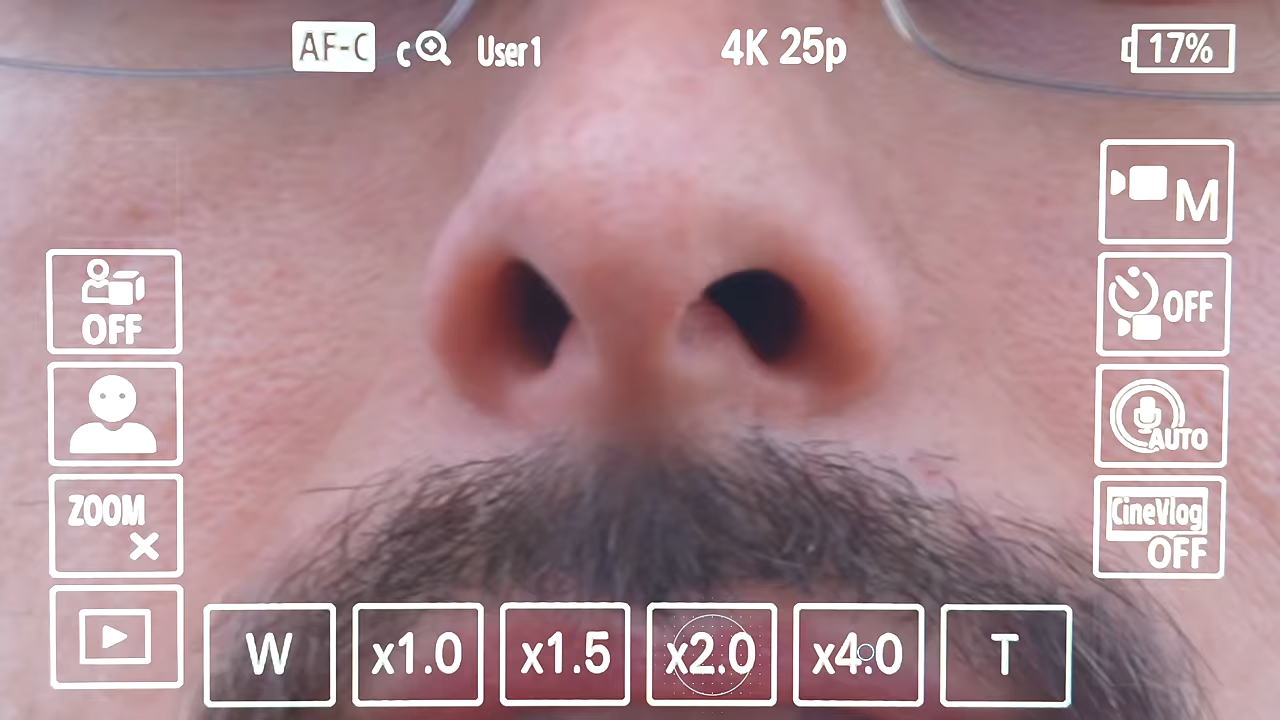 AF-C C User1 4K 25p 17%
M
OFF
OFF
AUTO
ZOOM
CineVlog
OFF
W x1.0 x1.5 x2.0 x4.0 T